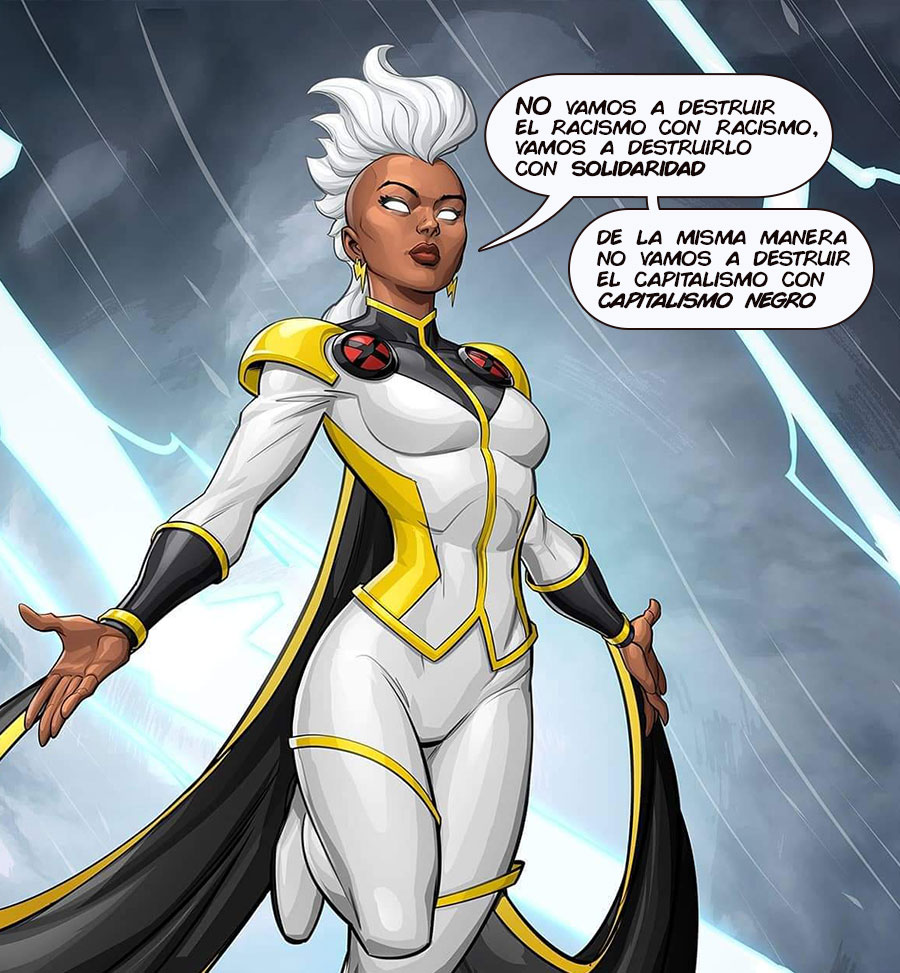 NO VAMOS A DESTRUIR
EL RACISMO CON RACISMO,
VAMOS A DESTRUIRLO
CON SOLIDARIDAD
DE LA MISMA MANERA
NO VAMOS A DESTRUIR
EL CAPITALISMO CON
CAPITALISMO NEGRO